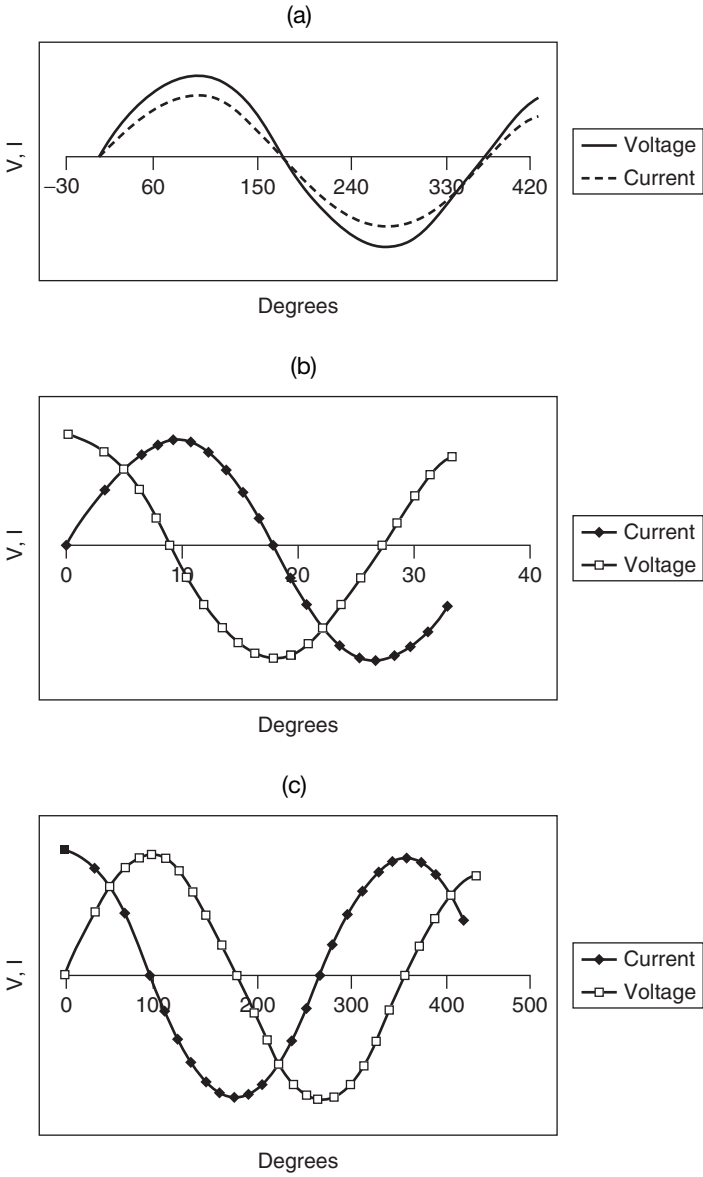 (a)
V, I
−30 60 150 240 330 420
Voltage
Current
Degrees
(b)
V, I
0 10 20 30 40
Current
Voltage
Degrees
(c)
V, I
0 100 200 300 400 500
Current
Voltage
Degrees